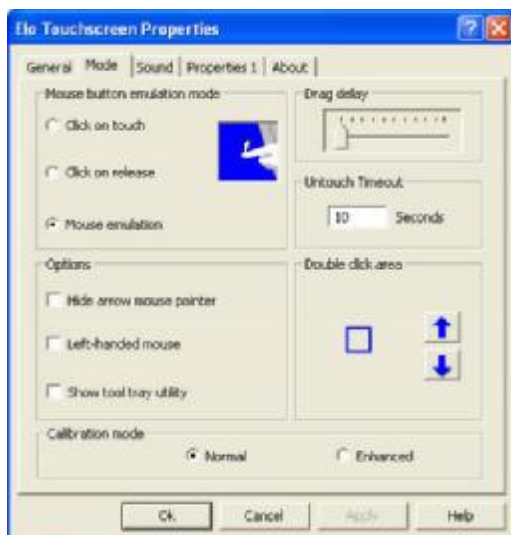 Elo Touchscreen Properties
General Mode Sound Properties 1 About
Mouse button emulation mode
Click on touch
Click on release
Mouse emulation
Drag delay
Untouch Timeout
10 Seconds
Options
Hide arrow mouse pointer
Left-handed mouse
Show tool tray utility
Double click area
Calibration mode
Normal Enhanced
Ok Cancel Apply Help